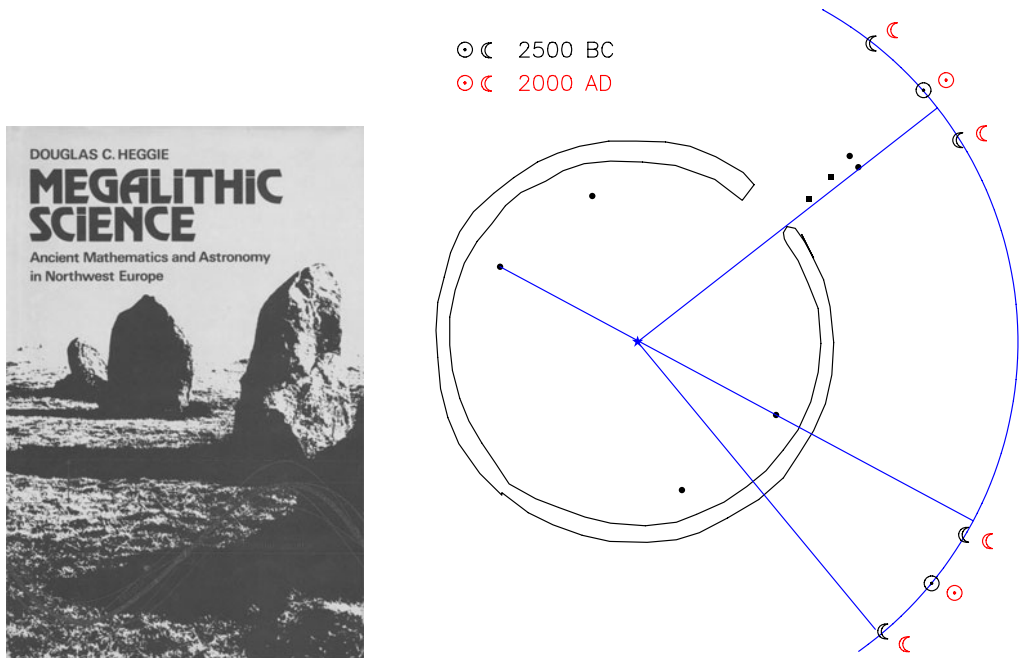 DOUGLAS C. HEGGIE
MEGALITHIC
SCIENCE
Ancient Mathematics and Astronomy
in Northwest Europe
2500 BC
2000 AD